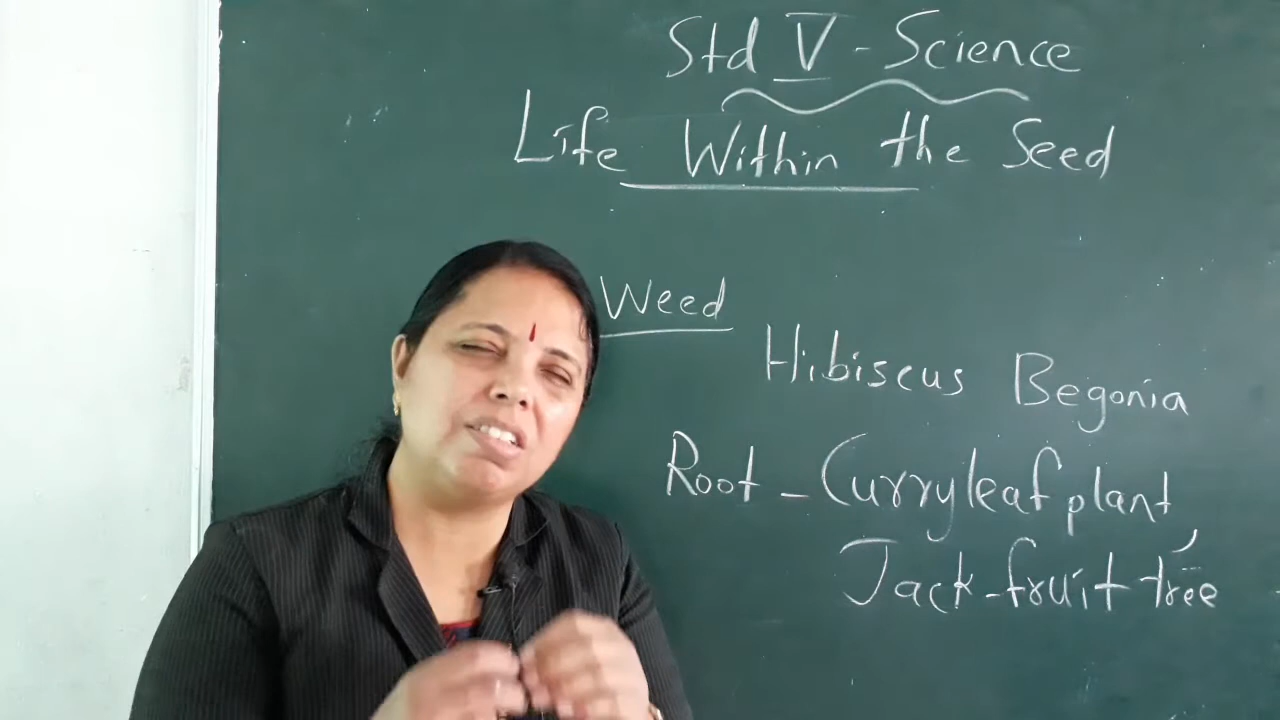 Std V - Science
Life Within the Seed
Weed
Hibiscus Begonia
Root - Curryleaf plant,
Jack-fruit tree